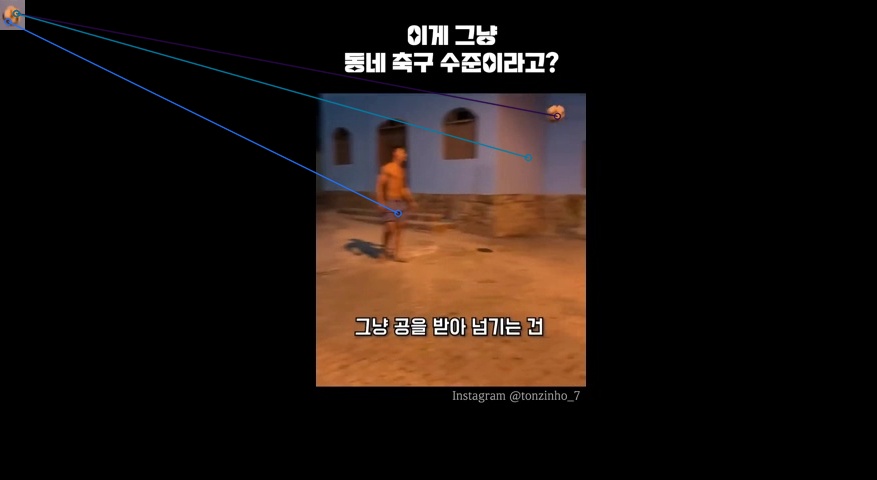 이게 그냥
동네 축구 수준이라고?
그냥 공을 받아 넘기는 건
Instagram @tonzinho_7